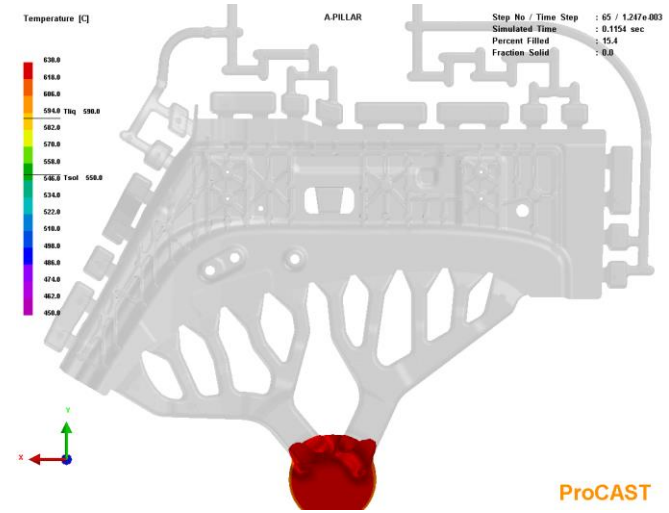 Temperature [C]
A-PILLAR
Step No / Time Step : 65 / 1.247e-003
Simulated Time : 0.1154 sec
Percent Filled : 15.4
Fraction Solid : 0.0
630.0
618.0
606.0
594.0 Tliq 590.0
582.0
570.0
558.0
546.0 Tsol 550.0
534.0
522.0
510.0
498.0
486.0
474.0
462.0
450.0
Y
X
ProCAST